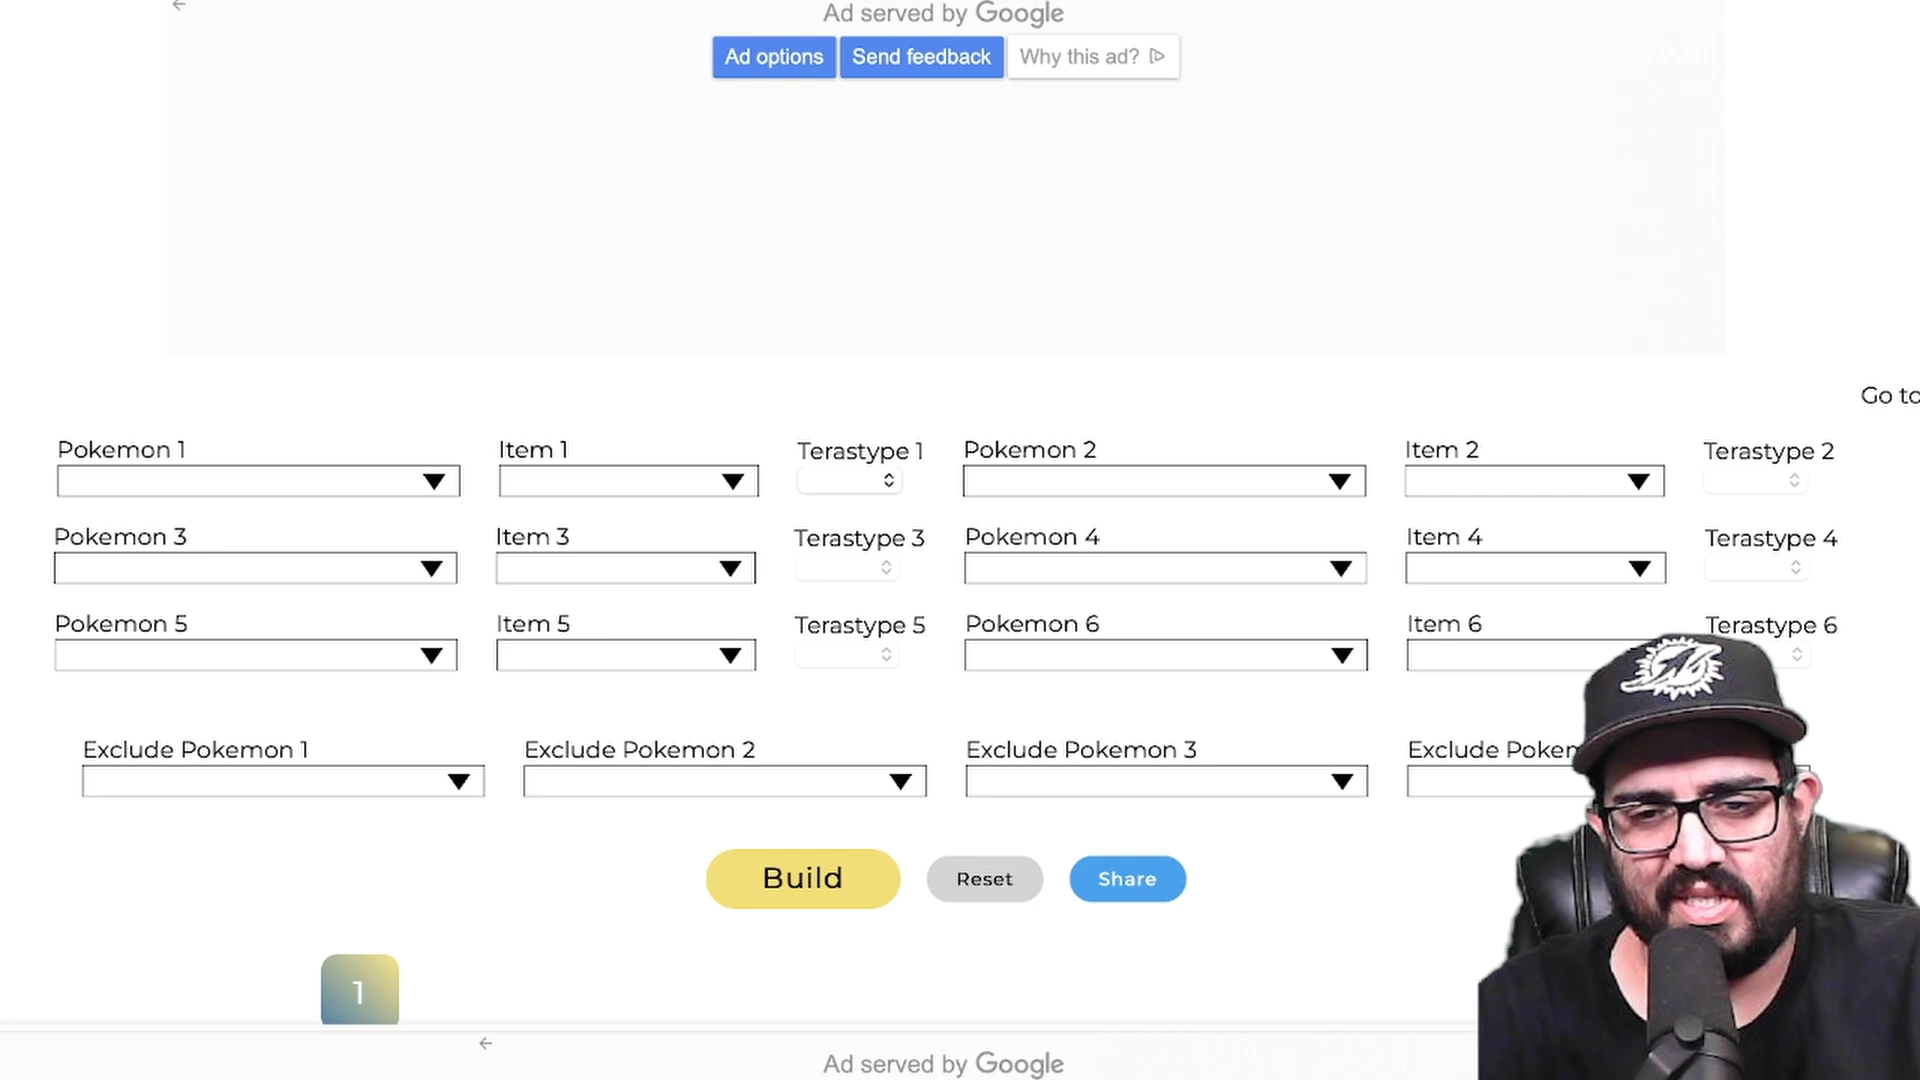 Ad served by Google
Ad options Send feedback Why this ad?
Go to
Pokemon 1 Item 1 Terastype 1 Pokemon 2 Item 2 Terastype 2
Pokemon 3 Item 3 Terastype 3 Pokemon 4 Item 4 Terastype 4
Pokemon 5 Item 5 Terastype 5 Pokemon 6 Item 6 Terastype 6
Exclude Pokemon 1 Exclude Pokemon 2 Exclude Pokemon 3 Exclude
Build Reset Share
1
Ad served by Google